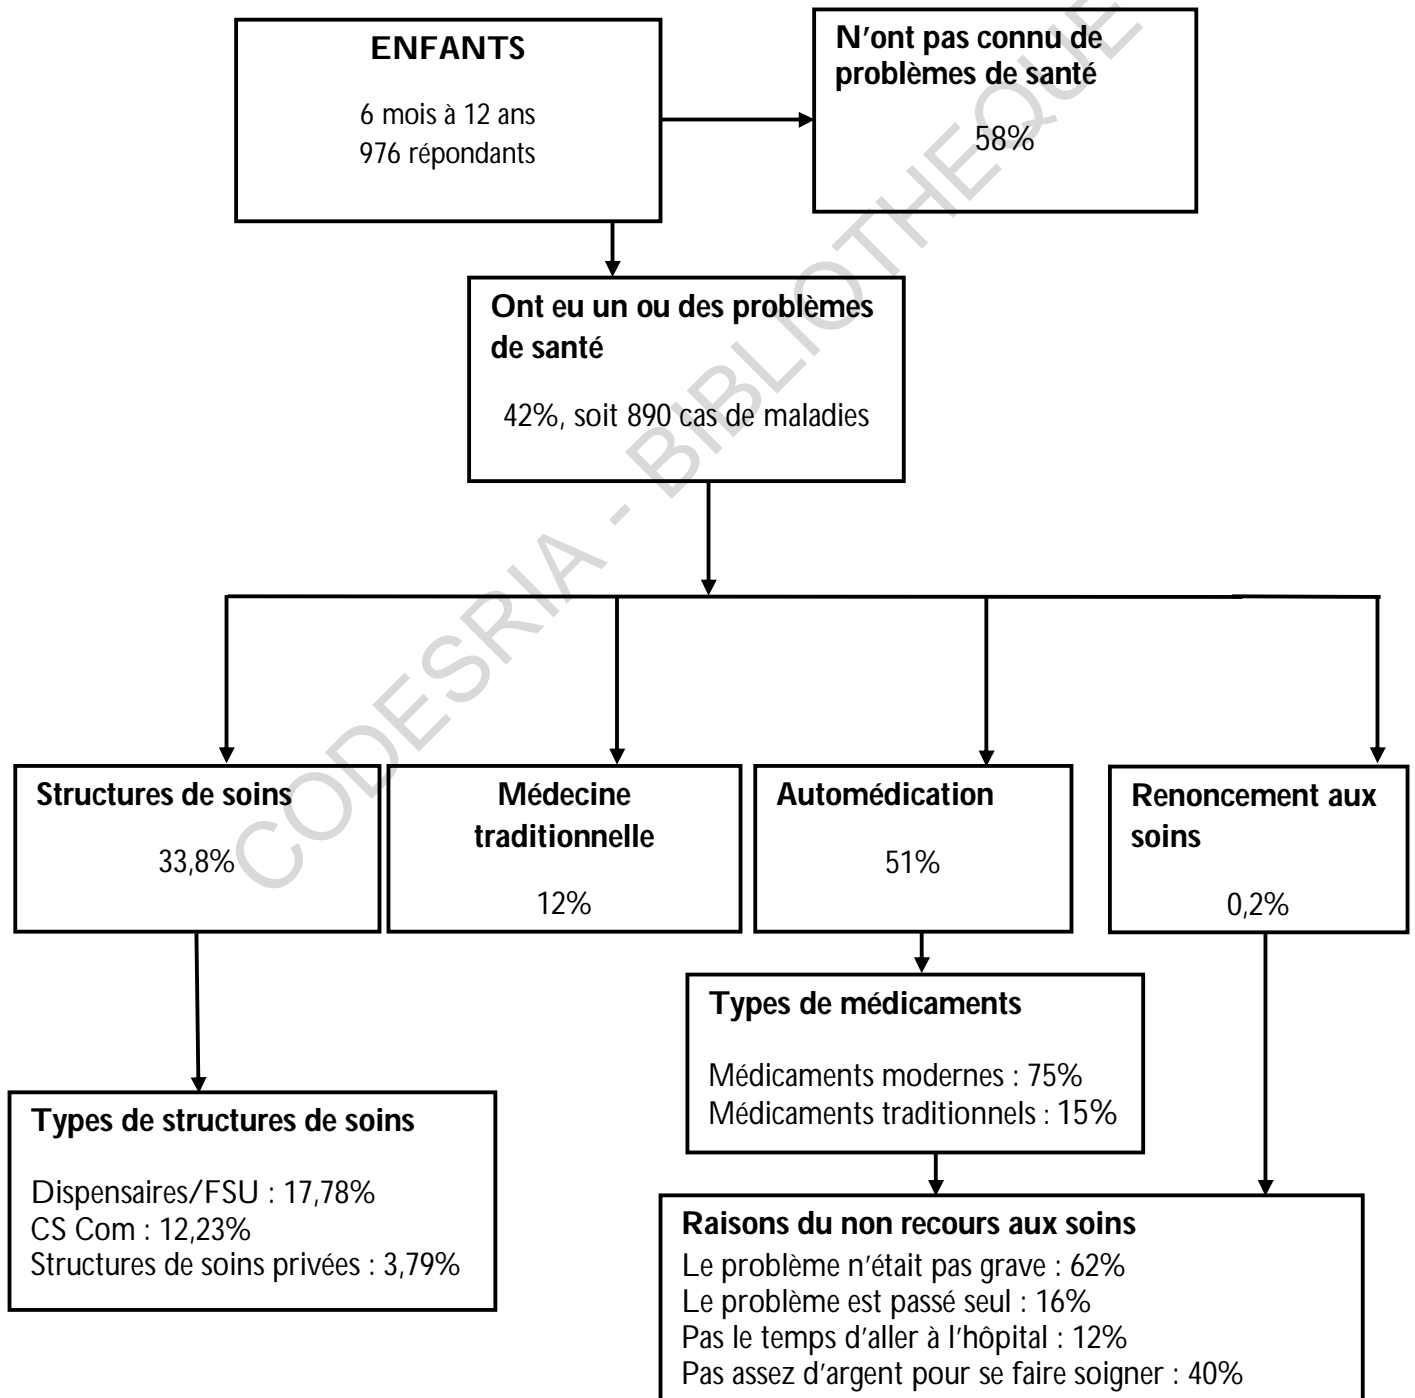 ENFANTS
6 mois à 12 ans
976 répondants
N'ont pas connu de
problèmes de santé
58%
Ont eu un ou des problèmes
de santé
42%, soit 890 cas de maladies
Structures de soins
33,8%
Médecine
traditionnelle
12%
Automédication
51%
Renoncement aux
soins
0,2%
Types de médicaments
Médicaments modernes : 75%
Médicaments traditionnels : 15%
Types de structures de soins
Dispensaires/FSU : 17,78%
CS Com : 12,23%
Structures de soins privées : 3,79%
Raisons du non recours aux soins
Le problème n'était pas grave : 62%
Le problème est passé seul : 16%
Pas le temps d'aller à l'hôpital : 12%
Pas assez d'argent pour se faire soigner : 40%
CODESRIA - BIBLIOTHEQUE